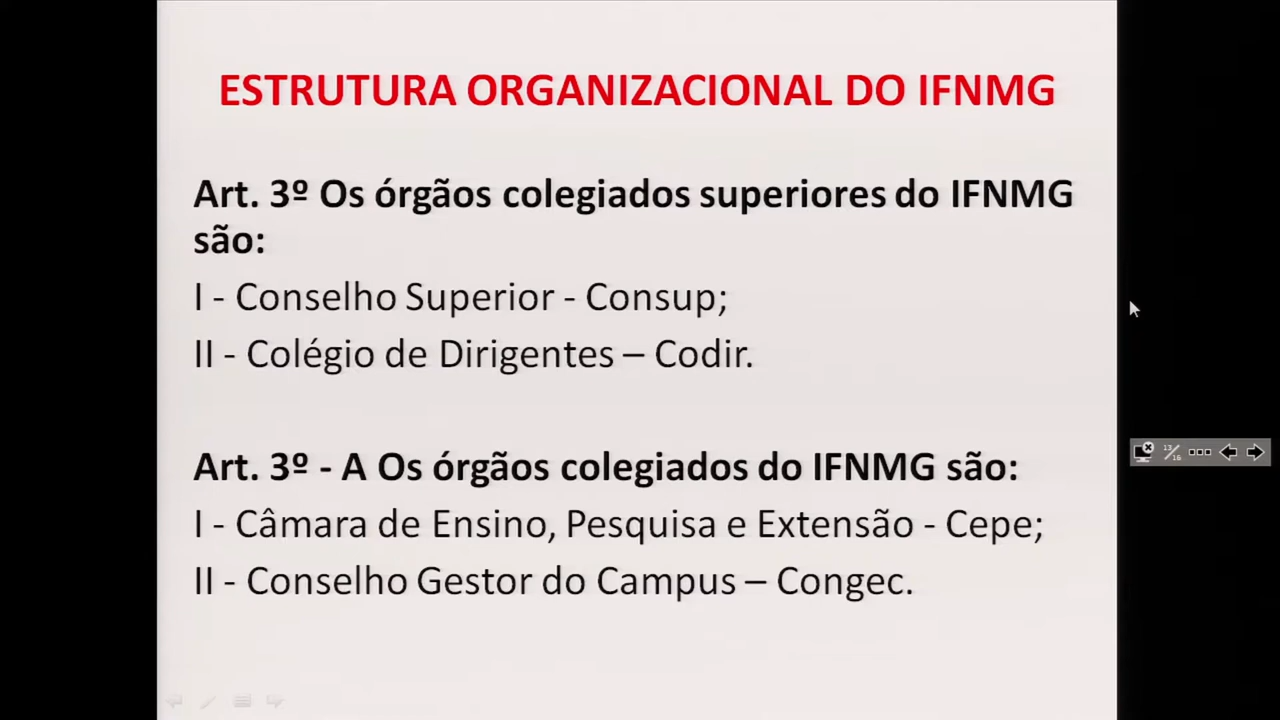 ESTRUTURA ORGANIZACIONAL DO IFNMG
Art. 3º Os órgãos colegiados superiores do IFNMG
são:
I - Conselho Superior - Consup;
II - Colégio de Dirigentes – Codir.
Art. 3º - A Os órgãos colegiados do IFNMG são:
I - Câmara de Ensino, Pesquisa e Extensão - Cepe;
II - Conselho Gestor do Campus – Congec.
13/16